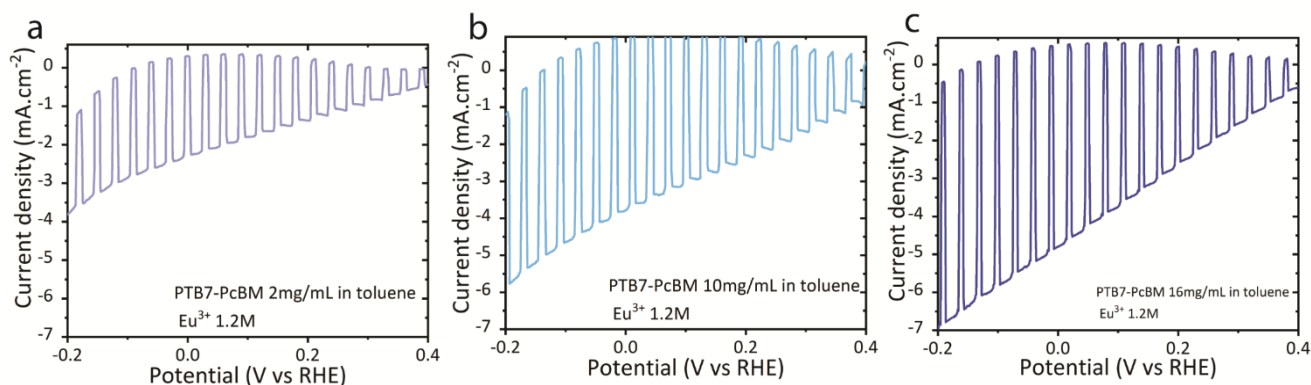 a
Current density (mA.cm⁻²)
0
-1
-2
-3
-4
-5
-6
-7
PTB7-PcBM 2mg/mL in toluene
Eu³⁺ 1.2M
-0.2 0.0 0.2 0.4
Potential (V vs RHE)
b
Current density (mA.cm⁻²)
0
-1
-2
-3
-4
-5
-6
-7
PTB7-PcBM 10mg/mL in toluene
Eu³⁺ 1.2M
-0.2 0.0 0.2 0.4
Potential (V vs RHE)
c
Current density (mA.cm⁻²)
0
-1
-2
-3
-4
-5
-6
-7
PTB7-PcBM 16mg/mL in toluene
Eu³⁺ 1.2M
-0.2 0.0 0.2 0.4
Potential (V vs RHE)